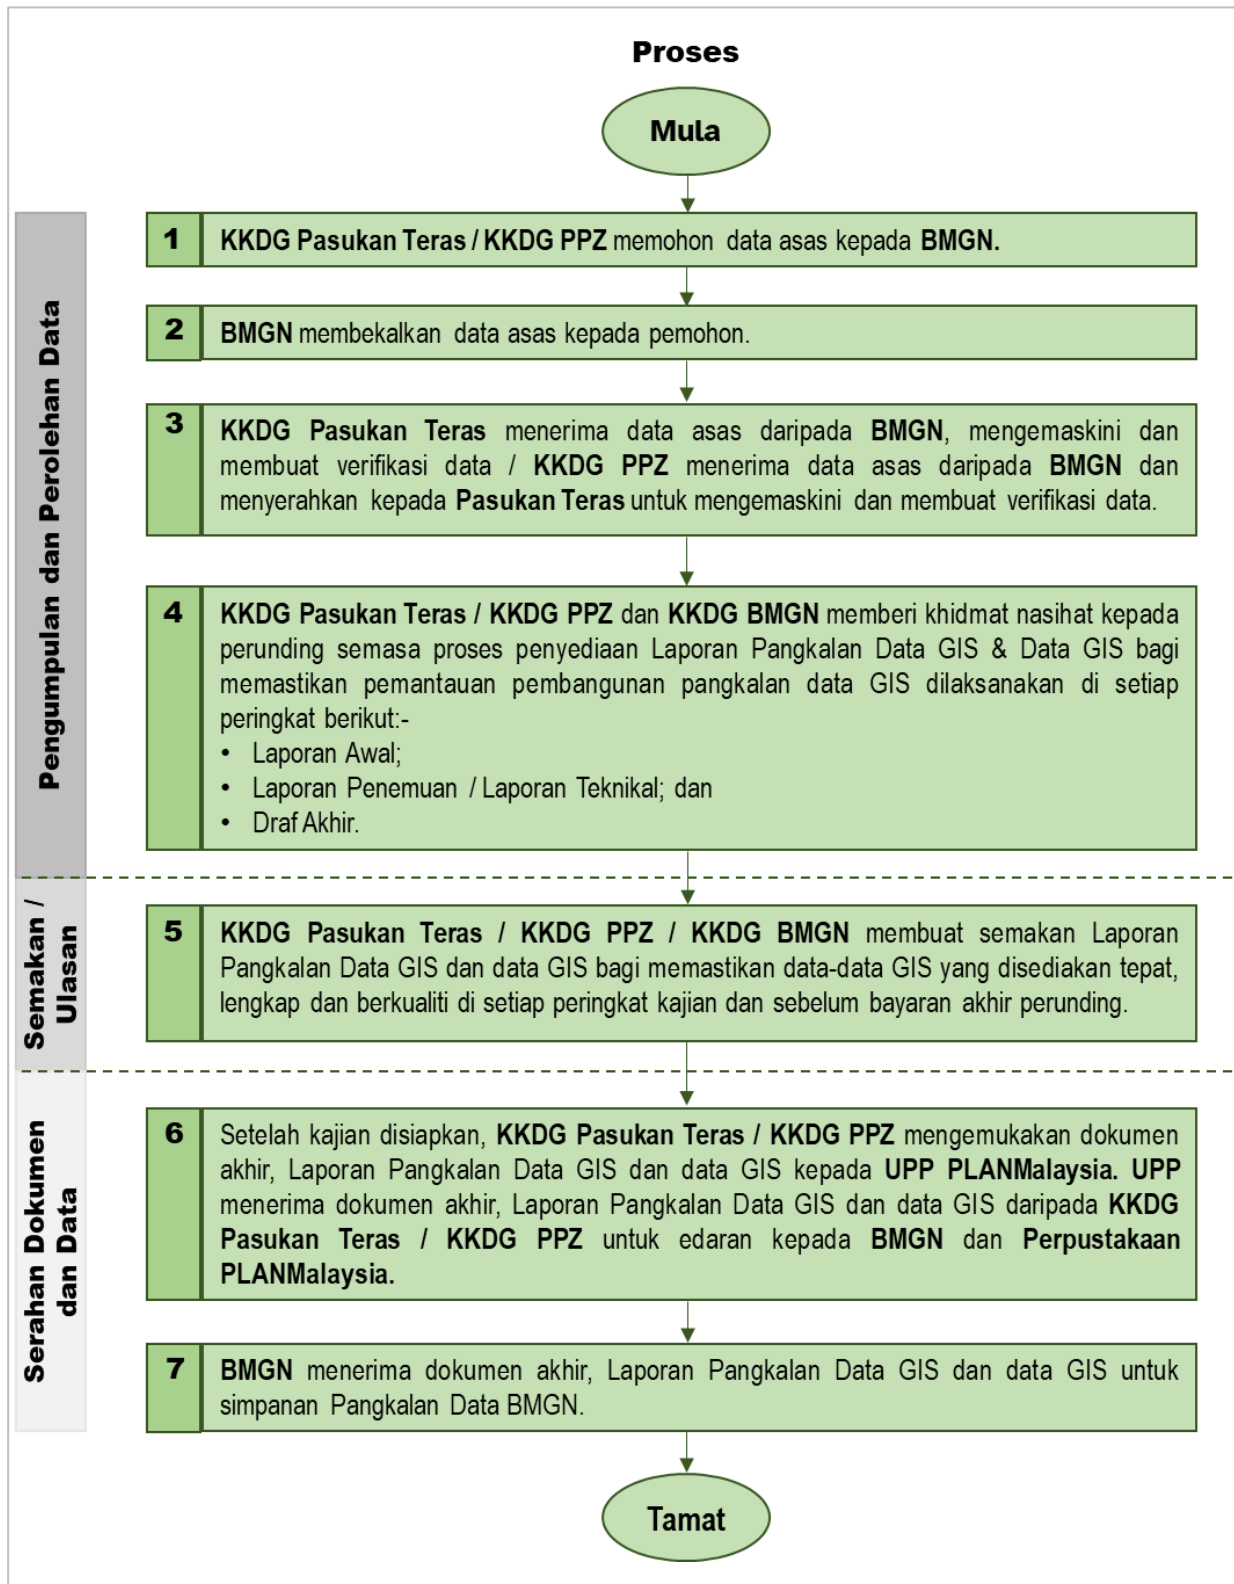 Proses
Mula
Pengumpulan dan Perolehan Data
1
KKDG Pasukan Teras / KKDG PPZ memohon data asas kepada BMGN.
2
BMGN membekalkan data asas kepada pemohon.
3
KKDG Pasukan Teras menerima data asas daripada BMGN, mengemaskini dan
membuat verifikasi data / KKDG PPZ menerima data asas daripada BMGN dan
menyerahkan kepada Pasukan Teras untuk mengemaskini dan membuat verifikasi data.
4
KKDG Pasukan Teras / KKDG PPZ dan KKDG BMGN memberi khidmat nasihat kepada
perunding semasa proses penyediaan Laporan Pangkalan Data GIS & Data GIS bagi
memastikan pemantauan pembangunan pangkalan data GIS dilaksanakan di setiap
peringkat berikut:-
• Laporan Awal;
• Laporan Penemuan / Laporan Teknikal; dan
• Draf Akhir.
Semakan /
Ulasan
5
KKDG Pasukan Teras / KKDG PPZ / KKDG BMGN membuat semakan Laporan
Pangkalan Data GIS dan data GIS bagi memastikan data-data GIS yang disediakan tepat,
lengkap dan berkualiti di setiap peringkat kajian dan sebelum bayaran akhir perunding.
Serahan Dokumen
dan Data
6
Setelah kajian disiapkan, KKDG Pasukan Teras / KKDG PPZ mengemukakan dokumen
akhir, Laporan Pangkalan Data GIS dan data GIS kepada UPP PLANMalaysia. UPP
menerima dokumen akhir, Laporan Pangkalan Data GIS dan data GIS daripada KKDG
Pasukan Teras / KKDG PPZ untuk edaran kepada BMGN dan Perpustakaan
PLANMalaysia.
7
BMGN menerima dokumen akhir, Laporan Pangkalan Data GIS dan data GIS untuk
simpanan Pangkalan Data BMGN.
Tamat